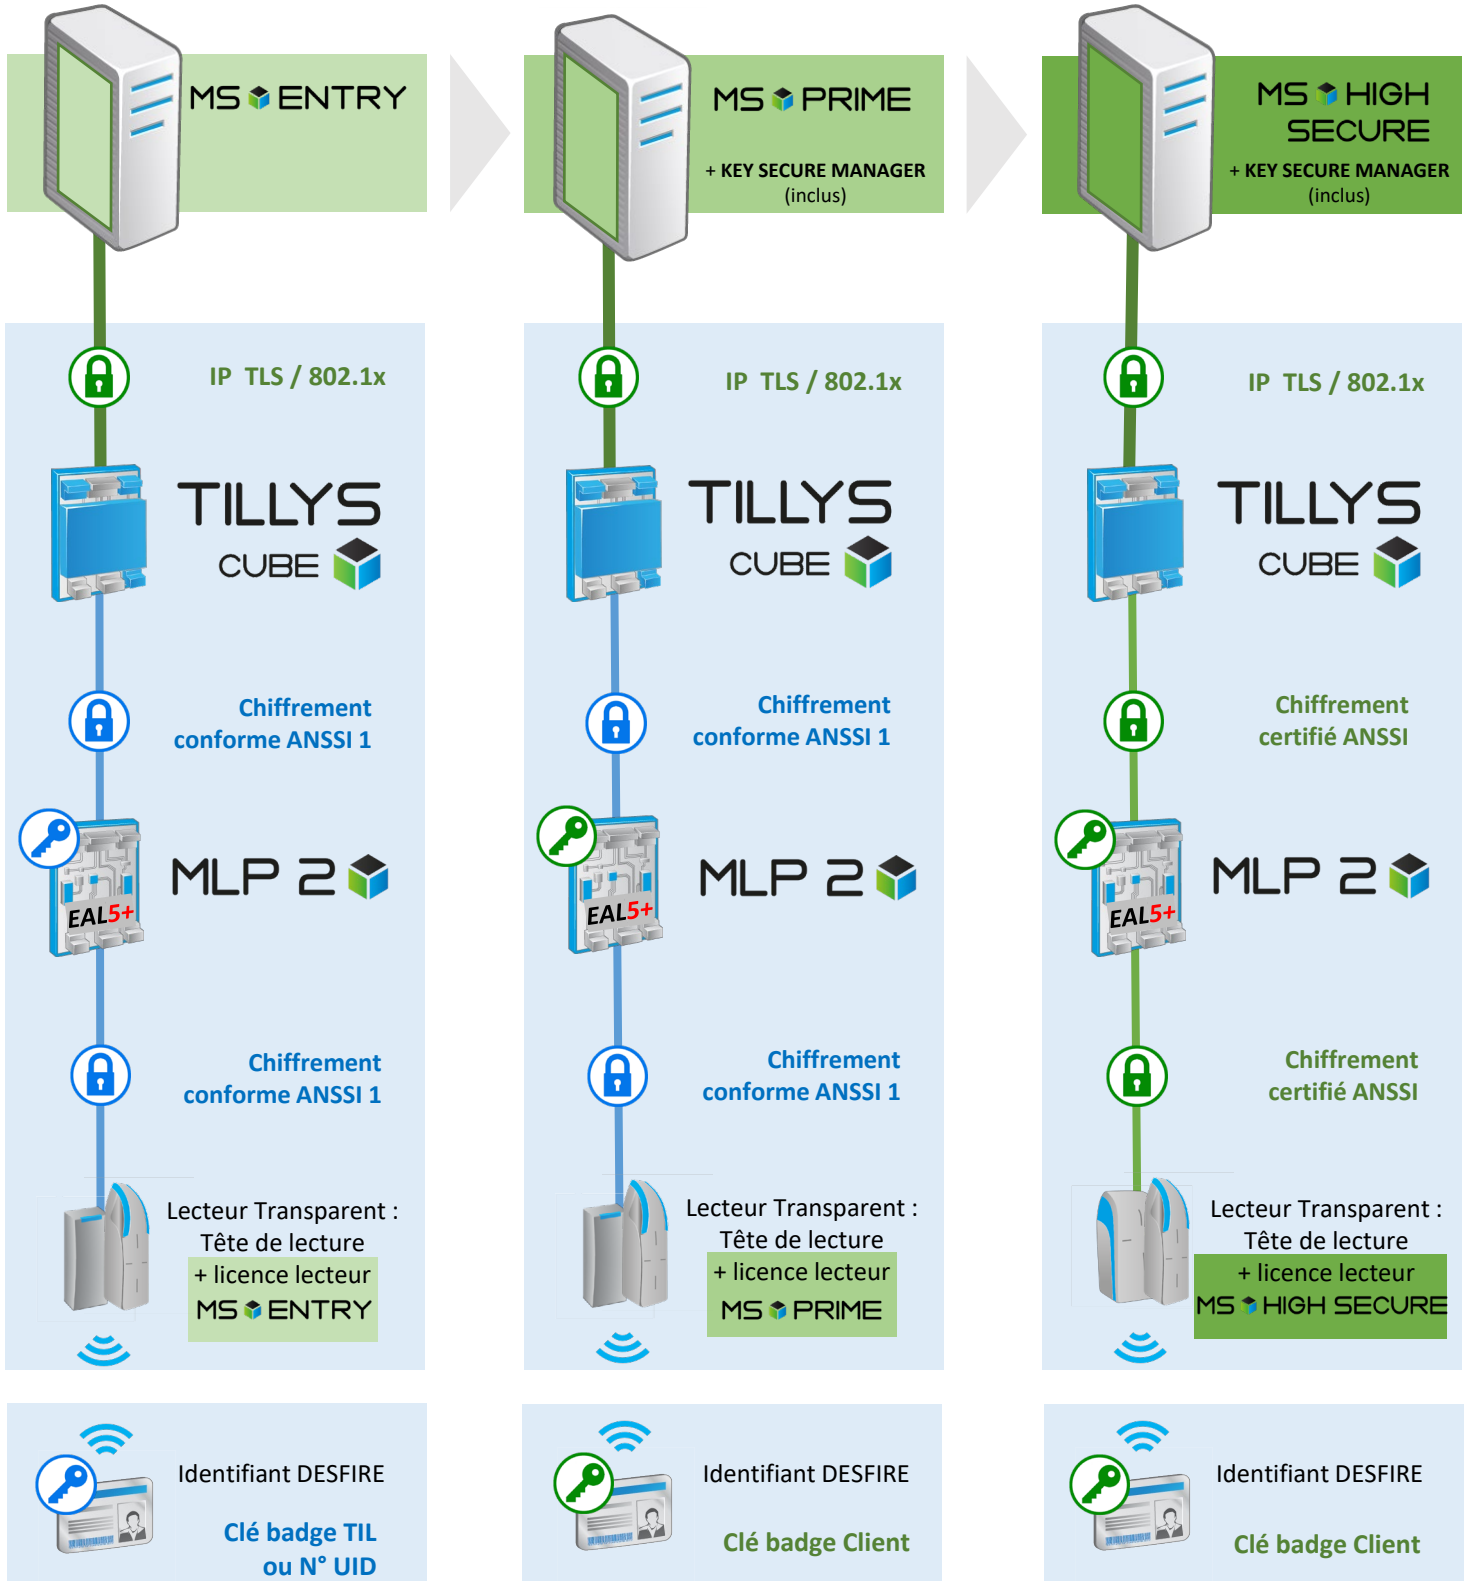 MS ENTRY
IP TLS / 802.1x
TILLYS
CUBE
Chiffrement
conforme ANSSI 1
EAL5+
MLP 2
Chiffrement
conforme ANSSI 1
Lecteur Transparent :
Tête de lecture
+ licence lecteur
MS ENTRY
Identifiant DESFIRE
Clé badge TIL
ou N° UID
MS PRIME
+ KEY SECURE MANAGER
(inclus)
IP TLS / 802.1x
TILLYS
CUBE
Chiffrement
conforme ANSSI 1
EAL5+
MLP 2
Chiffrement
conforme ANSSI 1
Lecteur Transparent :
Tête de lecture
+ licence lecteur
MS PRIME
Identifiant DESFIRE
Clé badge Client
MS HIGH
SECURE
+ KEY SECURE MANAGER
(inclus)
IP TLS / 802.1x
TILLYS
CUBE
Chiffrement
certifié ANSSI
EAL5+
MLP 2
Chiffrement
certifié ANSSI
Lecteur Transparent :
Tête de lecture
+ licence lecteur
MS HIGH SECURE
Identifiant DESFIRE
Clé badge Client